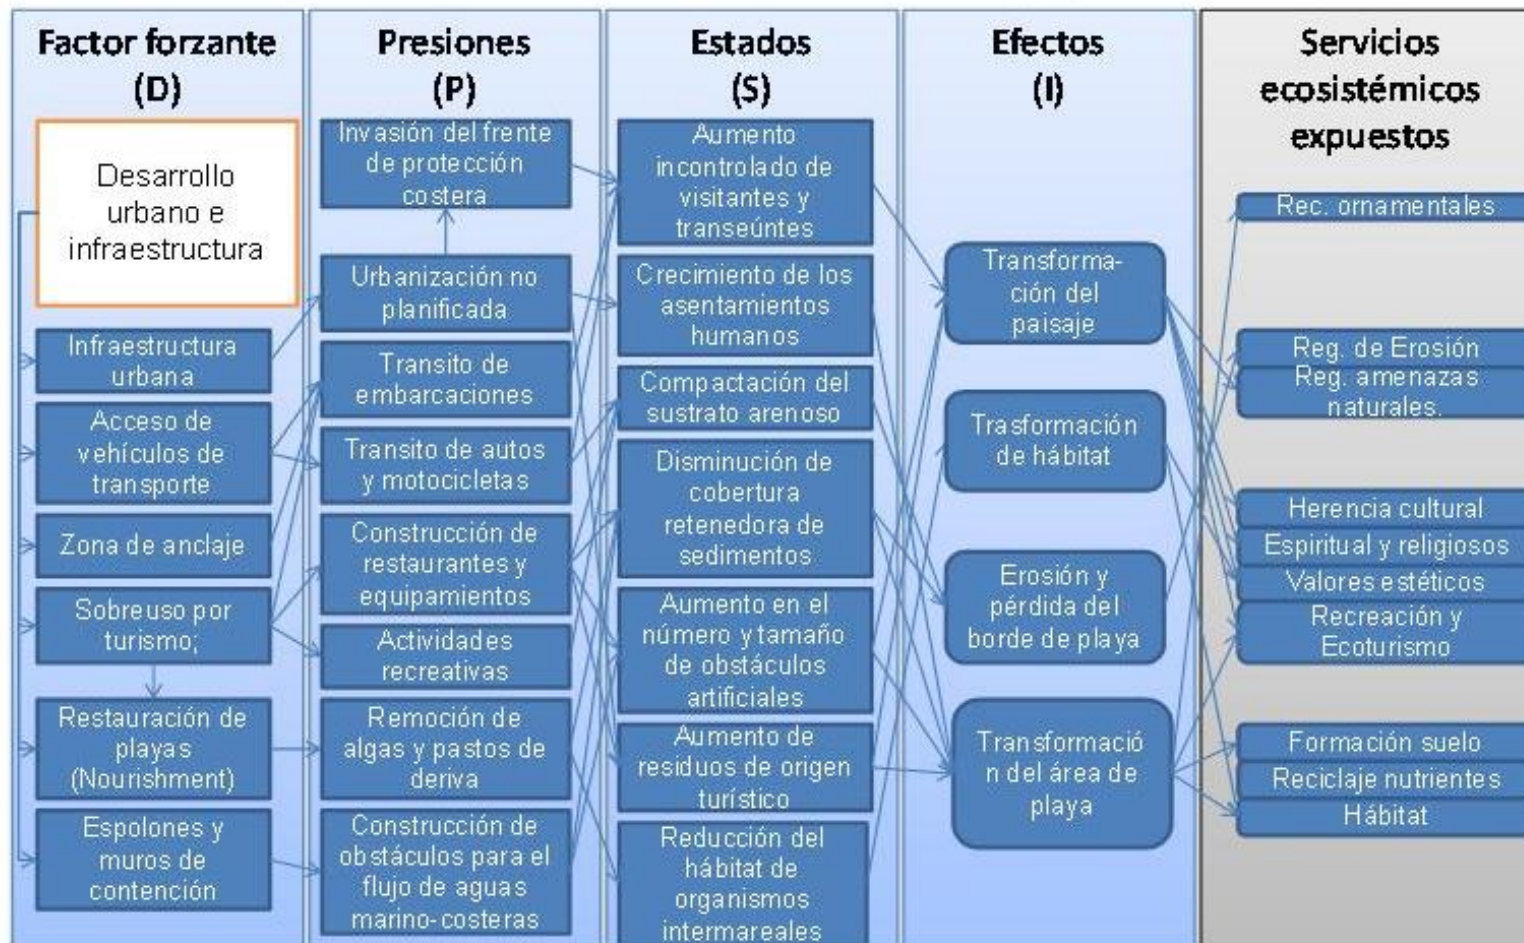 Factor forzante
(D)
Desarrollo
urbano e
infraestructura
Infraestructura
urbana
Acceso de
vehículos de
transporte
Zona de anclaje
Sobreuso por
turismo;
Restauración de
playas
(Nourishment)
Espolones y
muros de
contención
Presiones
(P)
Invasión del frente
de protección
costera
Urbanización no
planificada
Transito de
embarcaciones
Transito de autos
y motocicletas
Construcción de
restaurantes y
equipamientos
Actividades
recreativas
Remoción de
algas y pastos de
deriva
Construcción de
obstáculos para el
flujo de aguas
marino-costeras
Estados
(S)
Aumento
incontrolado de
visitantes y
transeúntes
Crecimiento de los
asentamientos
humanos
Compactación del
sustrato arenoso
Disminución de
cobertura
retenedora de
sedimentos
Aumento en el
número y tamaño
de obstáculos
artificiales
Aumento de
residuos de origen
turístico
Reducción del
hábitat de
organismos
intermareales
Efectos
(I)
Transforma-
ción del
paisaje
Trasformación
de hábitat
Erosión y
pérdida del
borde de playa
Transformació
n del área de
playa
Servicios
ecosistémicos
expuestos
Rec. ornamentales
Reg. de Erosión
Reg. amenazas
naturales.
Herencia cultural
Espiritual y religiosos
Valores estéticos
Recreación y
Ecoturismo
Formación suelo
Reciclaje nutrientes
Hábitat